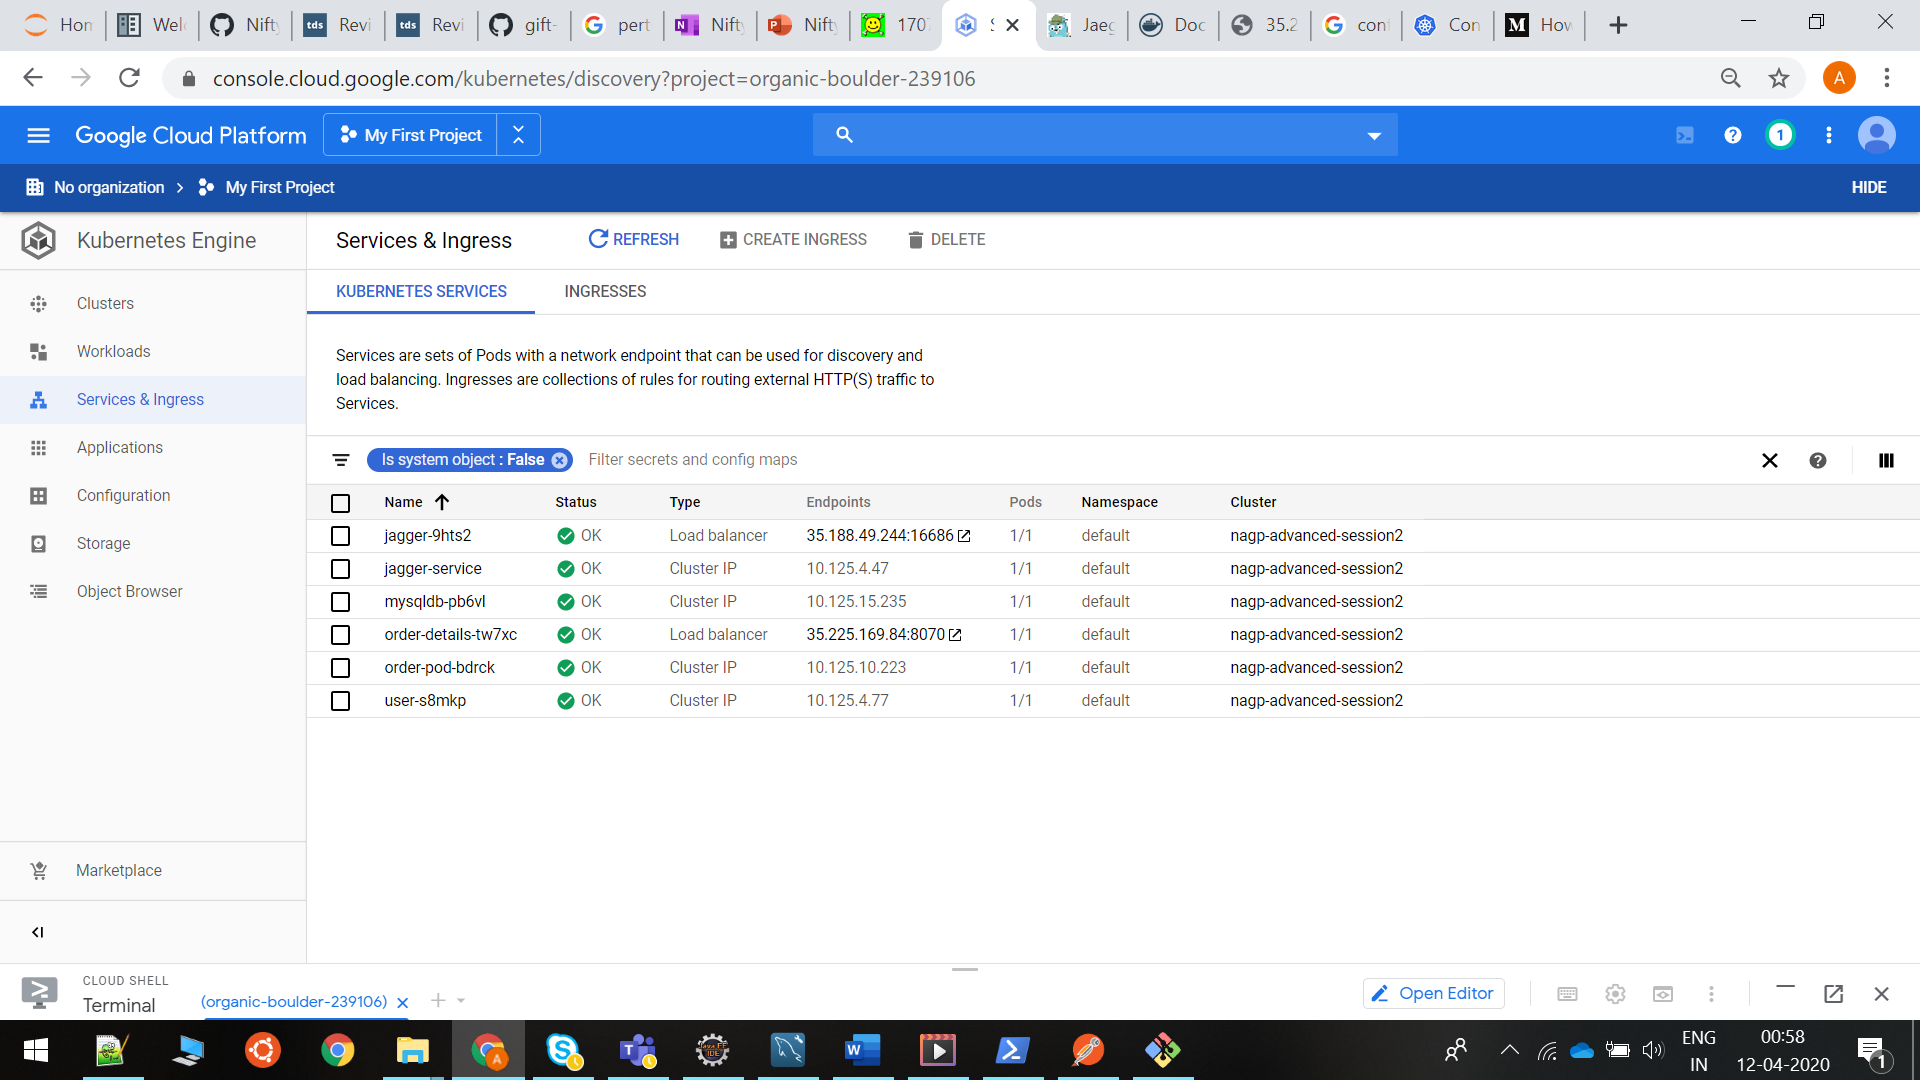 Hon
Welc
Nifty
tds Revi
tds Revi
gift-
pert
Nifty
Nifty
1707
S
Jaeg
Doc
35.2
conf
Con
M How
console.cloud.google.com/kubernetes/discovery?project=organic-boulder-239106
A
Google Cloud Platform My First Project
1
No organization My First Project HIDE
Kubernetes Engine
Services & Ingress REFRESH CREATE INGRESS DELETE
KUBERNETES SERVICES INGRESSES
Clusters
Workloads
Services & Ingress
Applications
Configuration
Storage
Object Browser
Marketplace
Services are sets of Pods with a network endpoint that can be used for discovery and
load balancing. Ingresses are collections of rules for routing external HTTP(S) traffic to
Services.
Is system object : False Filter secrets and config maps
Name Status Type Endpoints Pods Namespace Cluster
jagger-9hts2 OK Load balancer 35.188.49.244:16686 1/1 default nagp-advanced-session2
jagger-service OK Cluster IP 10.125.4.47 1/1 default nagp-advanced-session2
mysqldb-pb6vl OK Cluster IP 10.125.15.235 1/1 default nagp-advanced-session2
order-details-tw7xc OK Load balancer 35.225.169.84:8070 1/1 default nagp-advanced-session2
order-pod-bdrck OK Cluster IP 10.125.10.223 1/1 default nagp-advanced-session2
user-s8mkp OK Cluster IP 10.125.4.77 1/1 default nagp-advanced-session2
CLOUD SHELL
Terminal (organic-boulder-239106) Open Editor
ENG
IN
00:58
12-04-2020
1